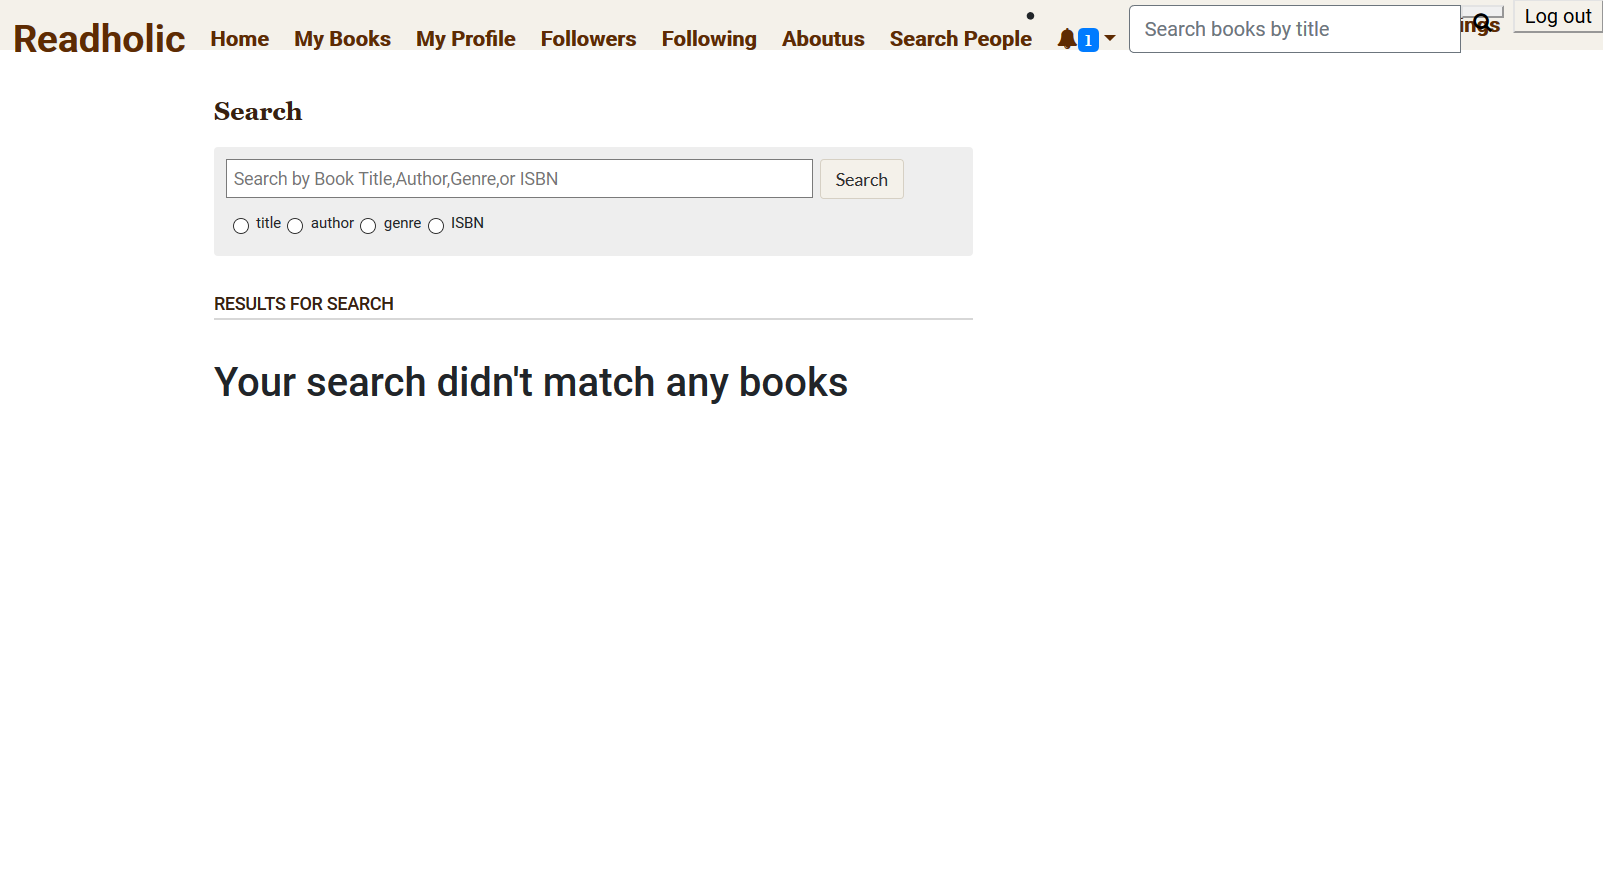 Readholic Home My Books My Profile Followers Following Aboutus Search People 1 Search books by title ings Log out
Search
Search by Book Title,Author,Genre,or ISBN Search
title author genre ISBN
RESULTS FOR SEARCH
Your search didn't match any books